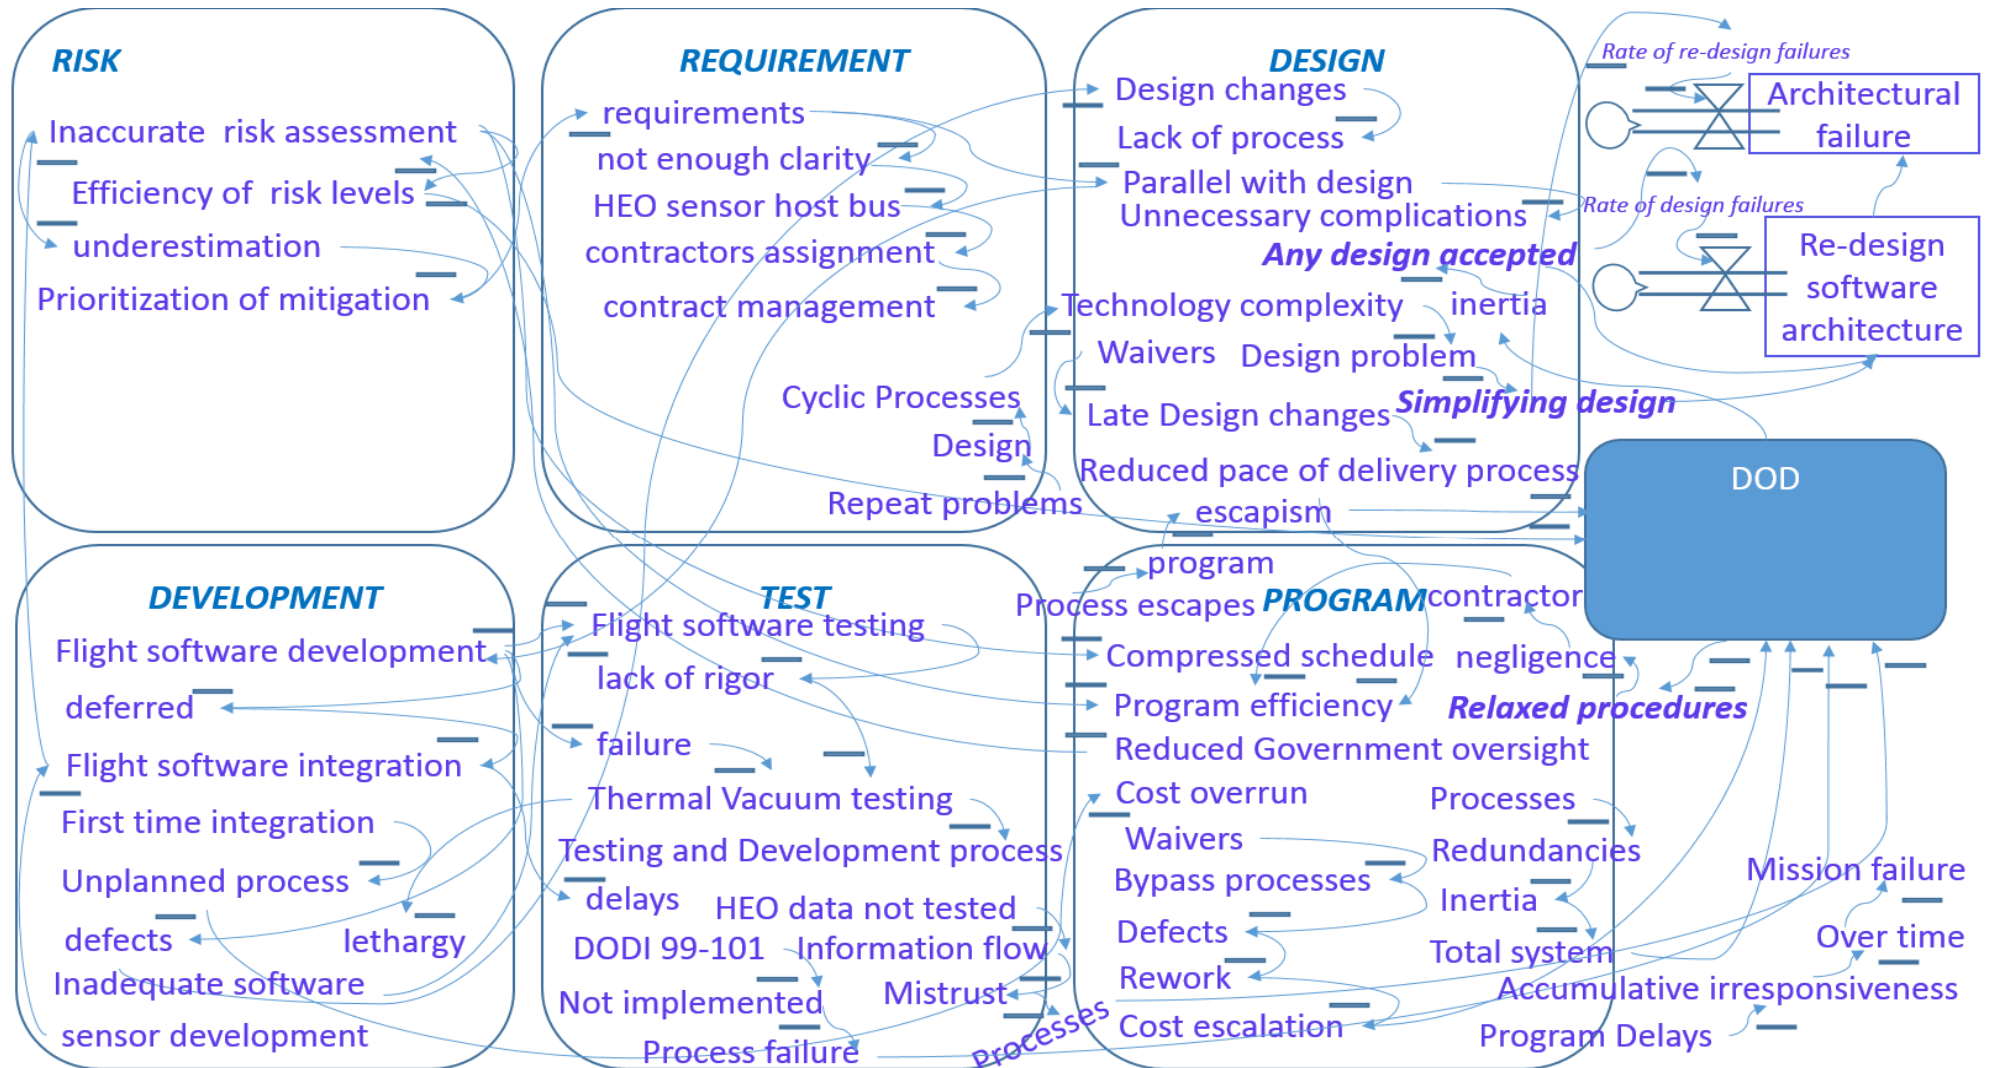 RISK
Inaccurate risk assessment
Efficiency of risk levels
underestimation
Prioritization of mitigation
REQUIREMENT
requirements
not enough clarity
HEO sensor host bus
contractors assignment
contract management
Cyclic Processes
Design
Repeat problems
DESIGN
Design changes
Lack of process
Parallel with design
Unnecessary complications
Any design accepted
Technology complexity
inertia
Waivers
Design problem
Simplifying design
Late Design changes
Reduced pace of delivery process
escapism
Rate of re-design failures
Architectural
failure
Rate of design failures
Re-design
software
architecture
DOD
DEVELOPMENT
Flight software development
deferred
Flight software integration
First time integration
Unplanned process
defects
lethargy
Inadequate software
sensor development
TEST
Flight software testing
lack of rigor
failure
Thermal Vacuum testing
Testing and Development process
delays
HEO data not tested
DODI 99-101
Information flow
Not implemented
Mistrust
Process failure
Processes
program
Process escapes
PROGRAM
contractor
Compressed schedule
negligence
Program efficiency
Relaxed procedures
Reduced Government oversight
Cost overrun
Processes
Waivers
Redundancies
Bypass processes
Inertia
Defects
Total system
Rework
Cost escalation
Mission failure
Over time
Accumulative irresponsiveness
Program Delays